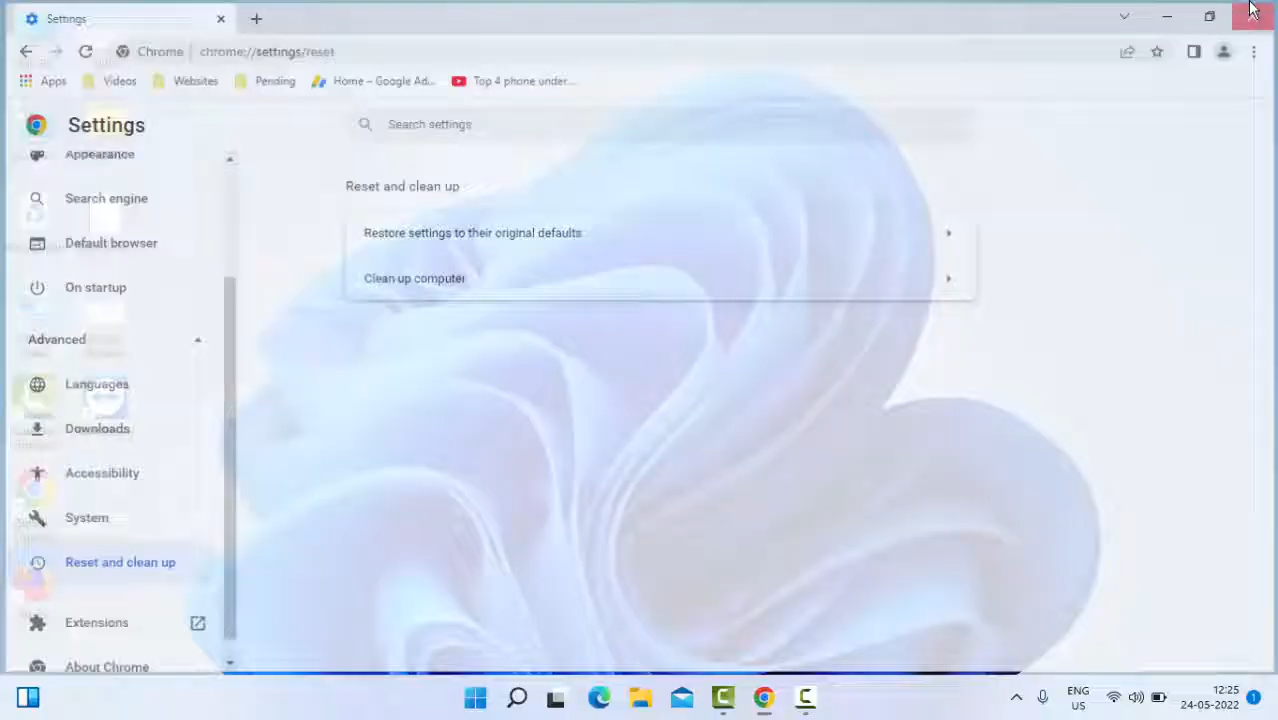 Settings
Chrome
chrome://settings/reset
Apps
Videos
Websites
Pending
Home – Google Ad...
Top 4 phone under...
Settings
Search settings
Appearance
Search engine
Default browser
On startup
Advanced
Languages
Downloads
Accessibility
System
Reset and clean up
Extensions
About Chrome
Reset and clean up
Restore settings to their original defaults
Clean up computer
ENG
US
12:25
24-05-2022
1